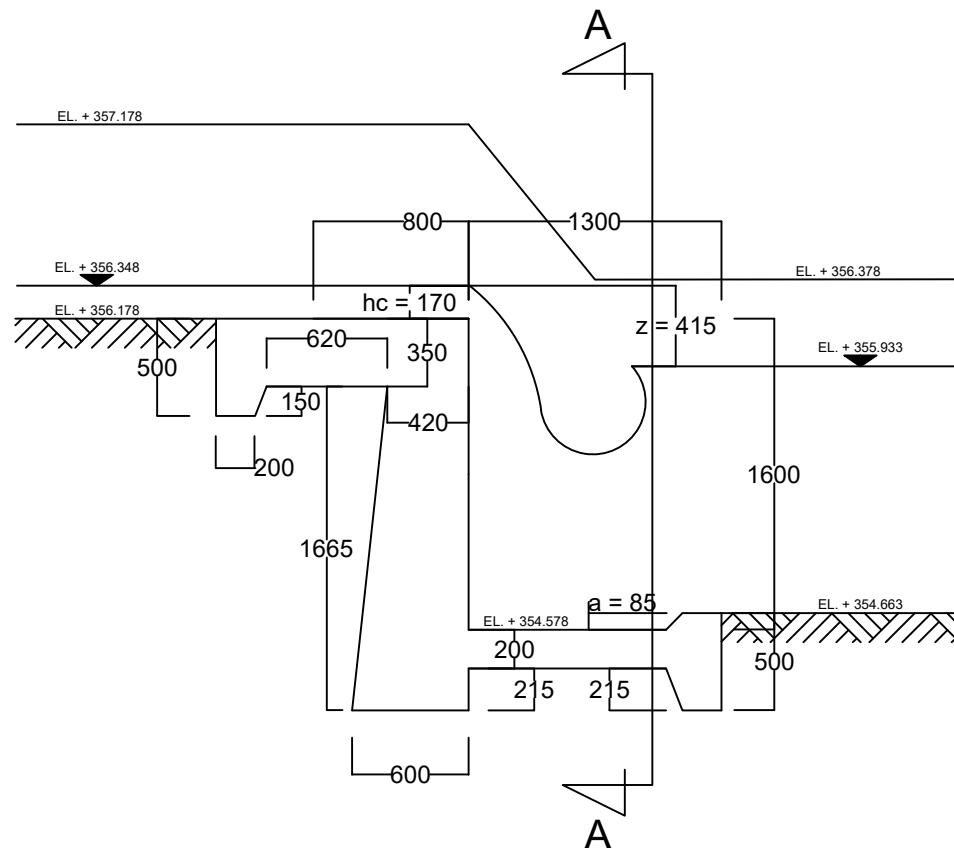 A
EL. + 357.178
800
1300
EL. + 356.348
EL. + 356.378
hc = 170
EL. + 356.178
z = 415
620
350
EL. + 355.933
500
150
420
200
1600
1665
a = 85
EL. + 354.663
EL. + 354.578
200
500
215
215
600
A